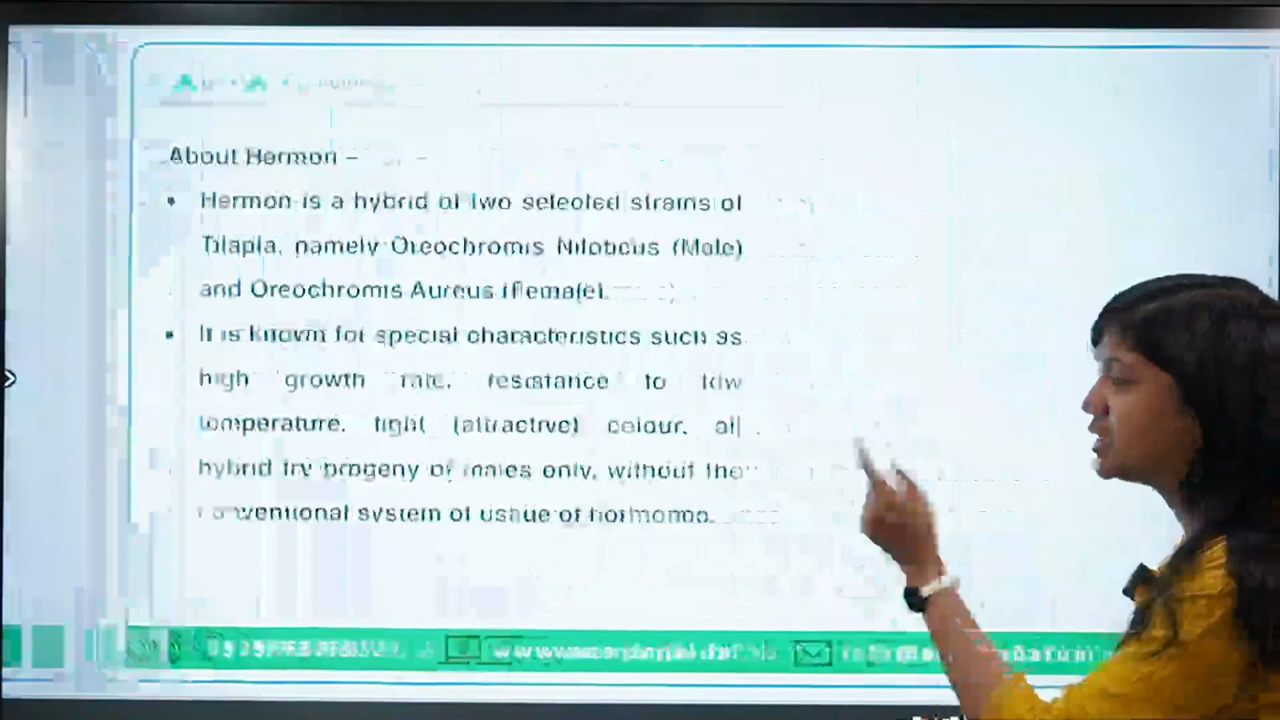 About Hermon –
• Hermon is a hybrid of two selected strains of
Tilapia, namely Oreochromis Niloticus (Male)
and Oreochromis Aureus (Female).
• It is known for special characteristics such as
high growth rate, resistance to low
temperature, light (attractive) colour, all
hybrid fry progeny of males only, without the
conventional system of usage of hormone.